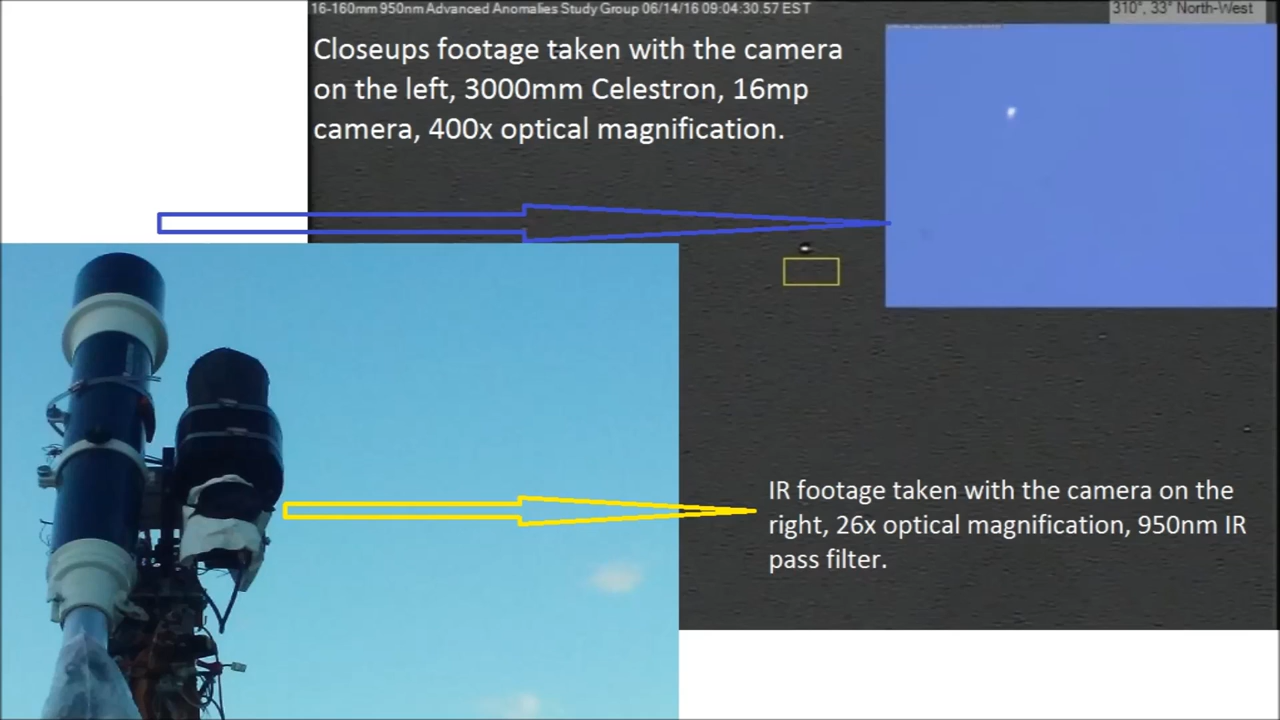 16-160mm 950nm Advanced Anomalies Study Group 06/14/16 09:04:30.57 EST
310°, 33° North-West
Closeups footage taken with the camera
on the left, 3000mm Celestron, 16mp
camera, 400x optical magnification.
IR footage taken with the camera on the
right, 26x optical magnification, 950nm IR
pass filter.